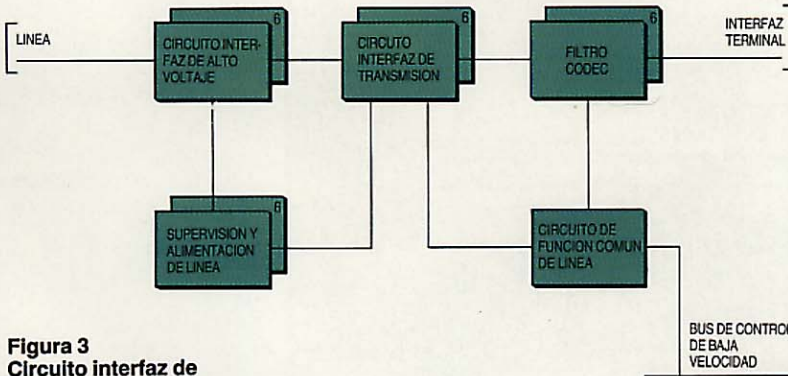 LINEA
6
CIRCUITO INTER-
FAZ DE ALTO
VOLTAJE
6
CIRCUTO
INTERFAZ DE
TRANSMISION
6
FILTRO
CODEC
INTERFAZ
TERMINAL
6
SUPERVISION Y
ALIMENTACION
DE LINEA
CIRCUITO DE
FUNCION COMUN
DE LINEA
BUS DE CONTROL
DE BAJA
VELOCIDAD
Figura 3
Circuito interfaz de